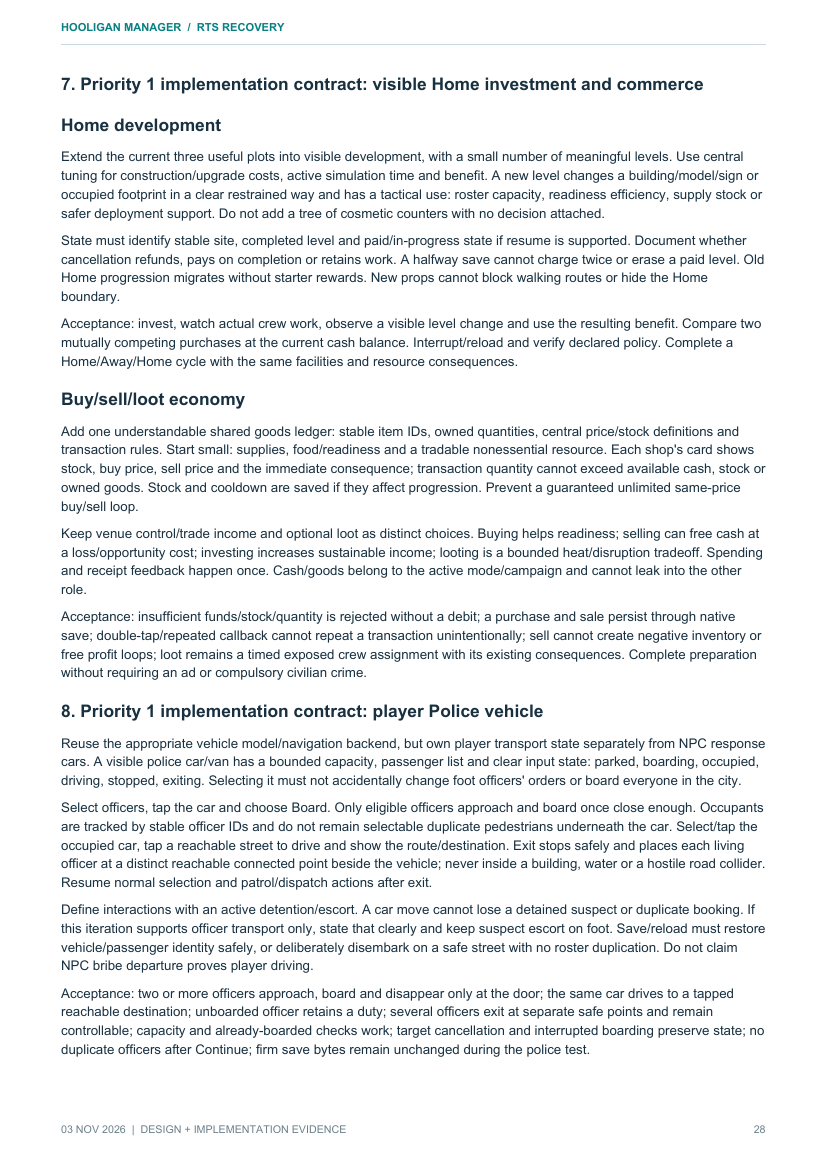 HOOLIGAN MANAGER / RTS RECOVERY
7. Priority 1 implementation contract: visible Home investment and commerce
Home development
Extend the current three useful plots into visible development, with a small number of meaningful levels. Use central
tuning for construction/upgrade costs, active simulation time and benefit. A new level changes a building/model/sign or
occupied footprint in a clear restrained way and has a tactical use: roster capacity, readiness efficiency, supply stock or
safer deployment support. Do not add a tree of cosmetic counters with no decision attached.
State must identify stable site, completed level and paid/in-progress state if resume is supported. Document whether
cancellation refunds, pays on completion or retains work. A halfway save cannot charge twice or erase a paid level. Old
Home progression migrates without starter rewards. New props cannot block walking routes or hide the Home
boundary.
Acceptance: invest, watch actual crew work, observe a visible level change and use the resulting benefit. Compare two
mutually competing purchases at the current cash balance. Interrupt/reload and verify declared policy. Complete a
Home/Away/Home cycle with the same facilities and resource consequences.
Buy/sell/loot economy
Add one understandable shared goods ledger: stable item IDs, owned quantities, central price/stock definitions and
transaction rules. Start small: supplies, food/readiness and a tradable nonessential resource. Each shop's card shows
stock, buy price, sell price and the immediate consequence; transaction quantity cannot exceed available cash, stock or
owned goods. Stock and cooldown are saved if they affect progression. Prevent a guaranteed unlimited same-price
buy/sell loop.
Keep venue control/trade income and optional loot as distinct choices. Buying helps readiness; selling can free cash at
a loss/opportunity cost; investing increases sustainable income; looting is a bounded heat/disruption tradeoff. Spending
and receipt feedback happen once. Cash/goods belong to the active mode/campaign and cannot leak into the other
role.
Acceptance: insufficient funds/stock/quantity is rejected without a debit; a purchase and sale persist through native
save; double-tap/repeated callback cannot repeat a transaction unintentionally; sell cannot create negative inventory or
free profit loops; loot remains a timed exposed crew assignment with its existing consequences. Complete preparation
without requiring an ad or compulsory civilian crime.
8. Priority 1 implementation contract: player Police vehicle
Reuse the appropriate vehicle model/navigation backend, but own player transport state separately from NPC response
cars. A visible police car/van has a bounded capacity, passenger list and clear input state: parked, boarding, occupied,
driving, stopped, exiting. Selecting it must not accidentally change foot officers' orders or board everyone in the city.
Select officers, tap the car and choose Board. Only eligible officers approach and board once close enough. Occupants
are tracked by stable officer IDs and do not remain selectable duplicate pedestrians underneath the car. Select/tap the
occupied car, tap a reachable street to drive and show the route/destination. Exit stops safely and places each living
officer at a distinct reachable connected point beside the vehicle; never inside a building, water or a hostile road collider.
Resume normal selection and patrol/dispatch actions after exit.
Define interactions with an active detention/escort. A car move cannot lose a detained suspect or duplicate booking. If
this iteration supports officer transport only, state that clearly and keep suspect escort on foot. Save/reload must restore
vehicle/passenger identity safely, or deliberately disembark on a safe street with no roster duplication. Do not claim
NPC bribe departure proves player driving.
Acceptance: two or more officers approach, board and disappear only at the door; the same car drives to a tapped
reachable destination; unboarded officer retains a duty; several officers exit at separate safe points and remain
controllable; capacity and already-boarded checks work; target cancellation and interrupted boarding preserve state; no
duplicate officers after Continue; firm save bytes remain unchanged during the police test.
03 NOV 2026 | DESIGN + IMPLEMENTATION EVIDENCE
28